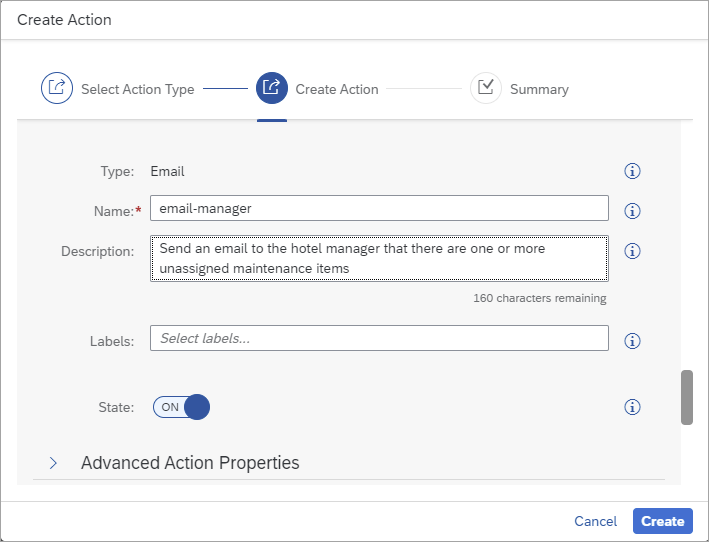 Create Action
Select Action Type
Create Action
Summary
Type: Email
Name:* email-manager
Description: Send an email to the hotel manager that there are one or more
unassigned maintenance items
160 characters remaining
Labels: Select labels...
State: ON
Advanced Action Properties
Cancel Create